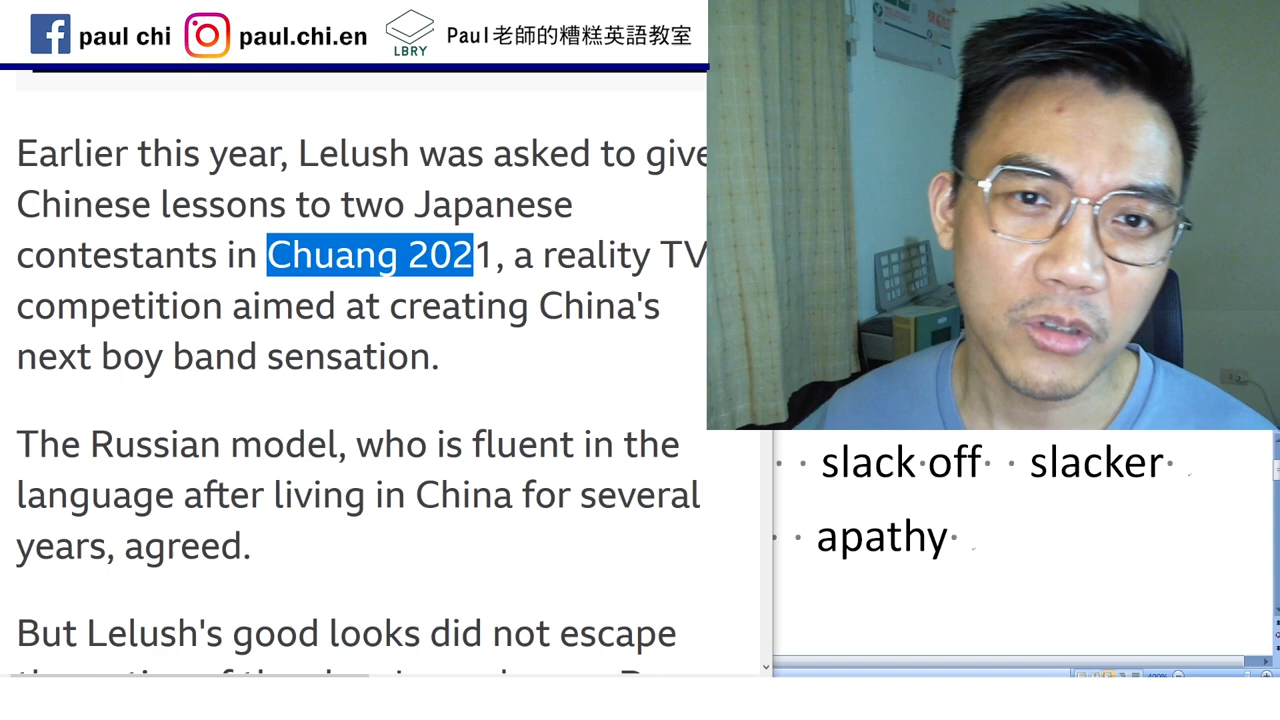 paul chi paul.chi.en LBRY Paul老師的糟糕英語教室
Earlier this year, Lelush was asked to give
Chinese lessons to two Japanese
contestants in Chuang 2021, a reality TV
competition aimed at creating China's
next boy band sensation.
The Russian model, who is fluent in the
language after living in China for several
years, agreed.
But Lelush's good looks did not escape
slack off slacker
apathy